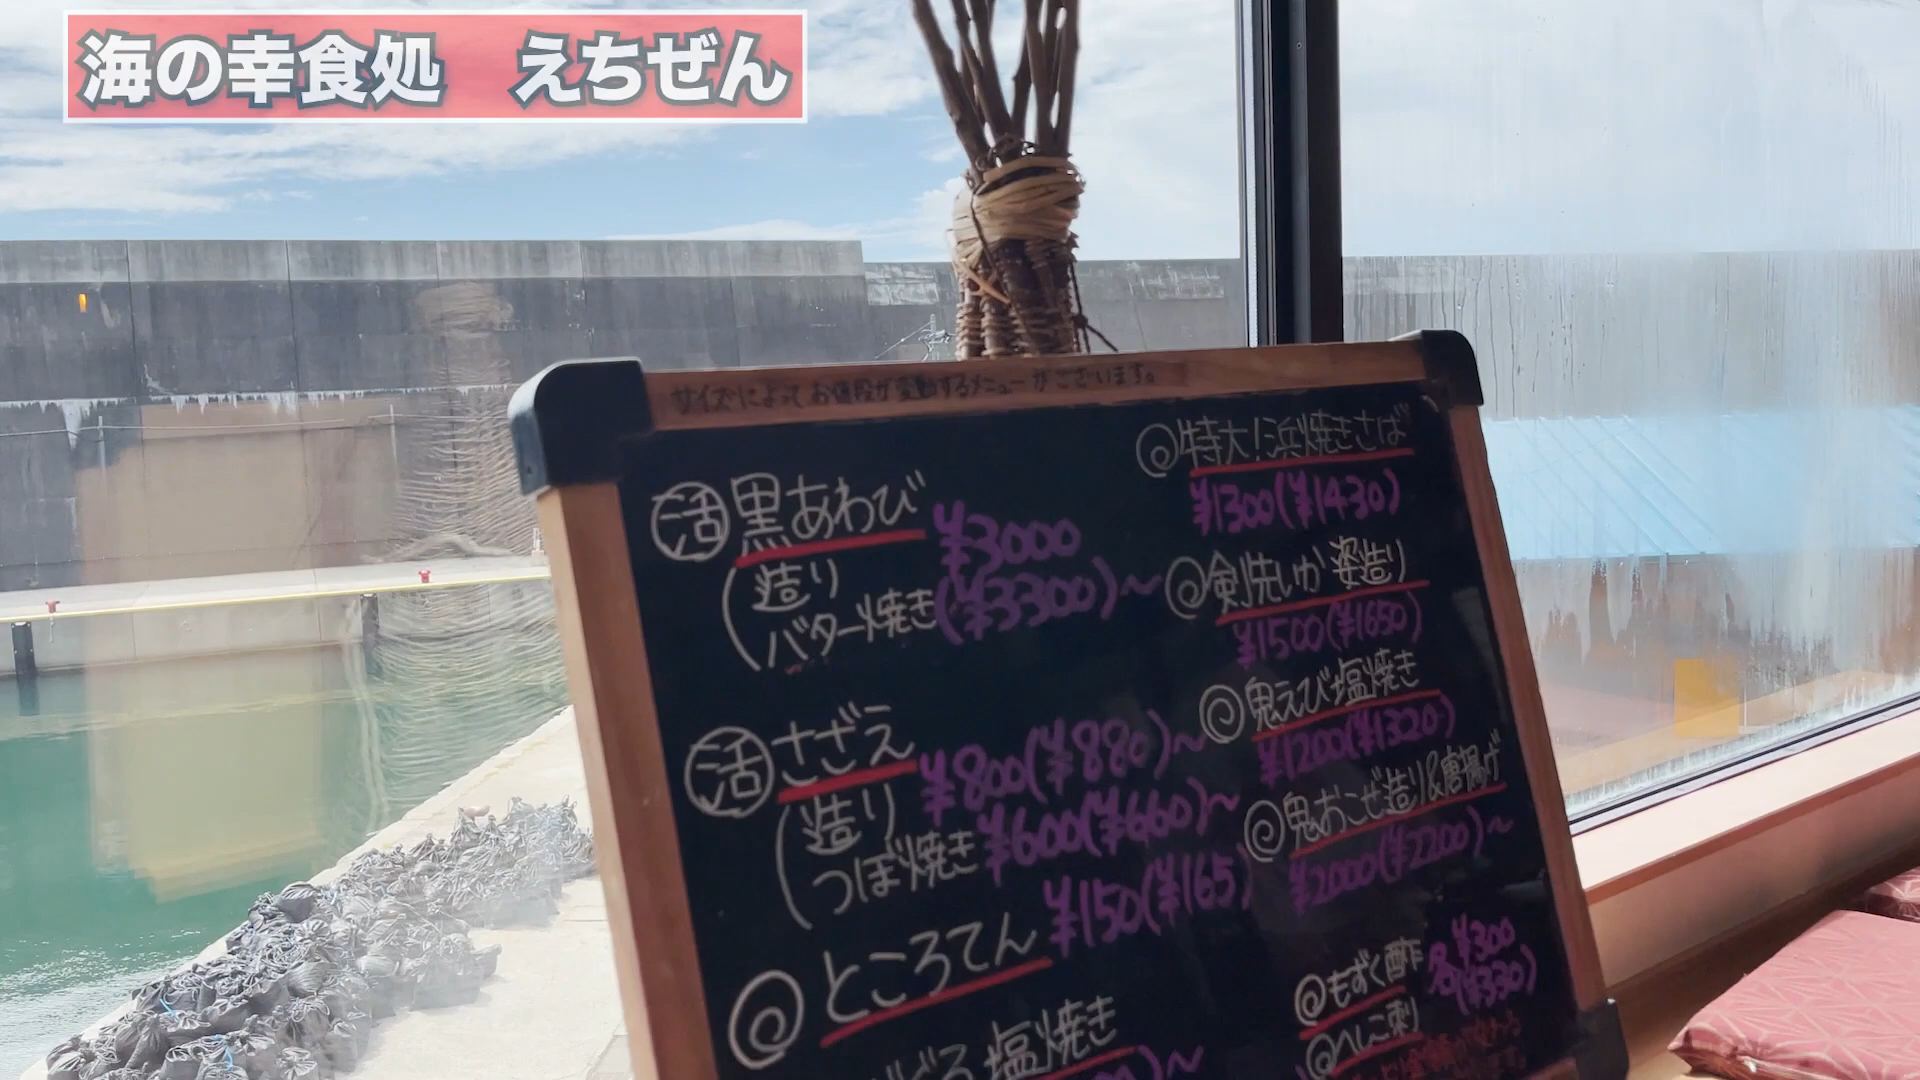 海の幸食処　えちぜん
サイズによってお値段が変動するメニューがございます。
活 黒あわび ¥3000
(造り
バター焼き (¥3300)～
活 さざえ
(造り ¥800(¥880)～
つぼ焼き ¥600(¥660)～
ところてん ¥150(¥165)
塩焼き
特大!浜焼きさば
¥1300(¥1430)
剣先いか 姿造り
¥1500(¥1650)
鬼えび塩焼き
¥1200(¥1320)
鬼おこぜ造り&唐揚げ
¥2000(¥2200)～
もずく酢 各¥300
(¥330)
へしこ刺